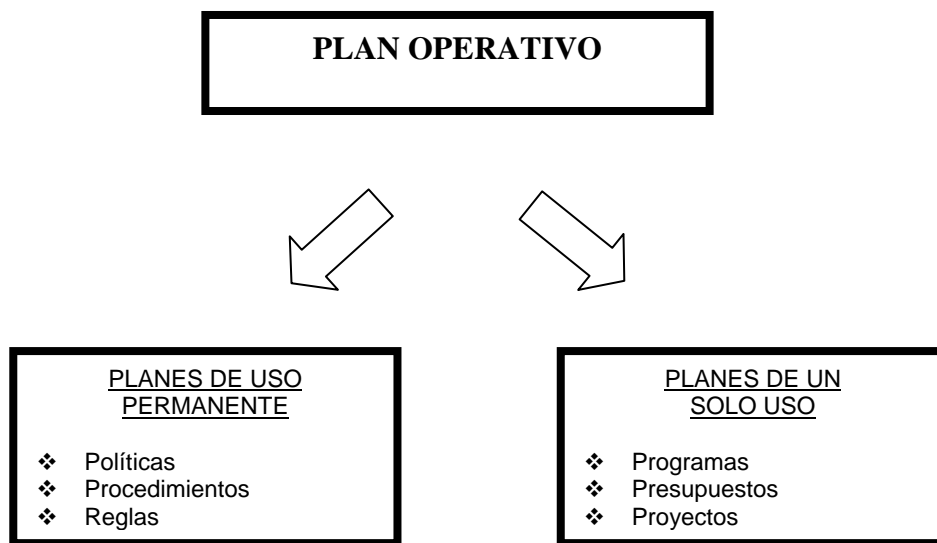 PLAN OPERATIVO
PLANES DE USO
PERMANENTE
❖ Políticas
❖ Procedimientos
❖ Reglas
PLANES DE UN
SOLO USO
❖ Programas
❖ Presupuestos
❖ Proyectos